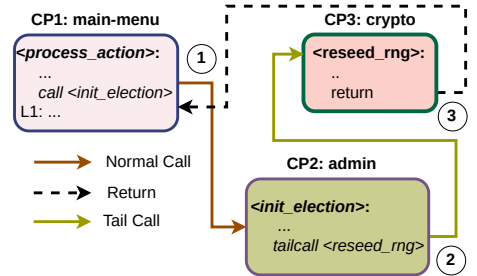 CP1: main-menu
<process_action>:
...
call <init_election>
L1: ...
1
CP3: crypto
<reseed_rng>:
..
return
3
Normal Call
Return
Tail Call
CP2: admin
<init_election>:
...
tailcall <reseed_rng>
2